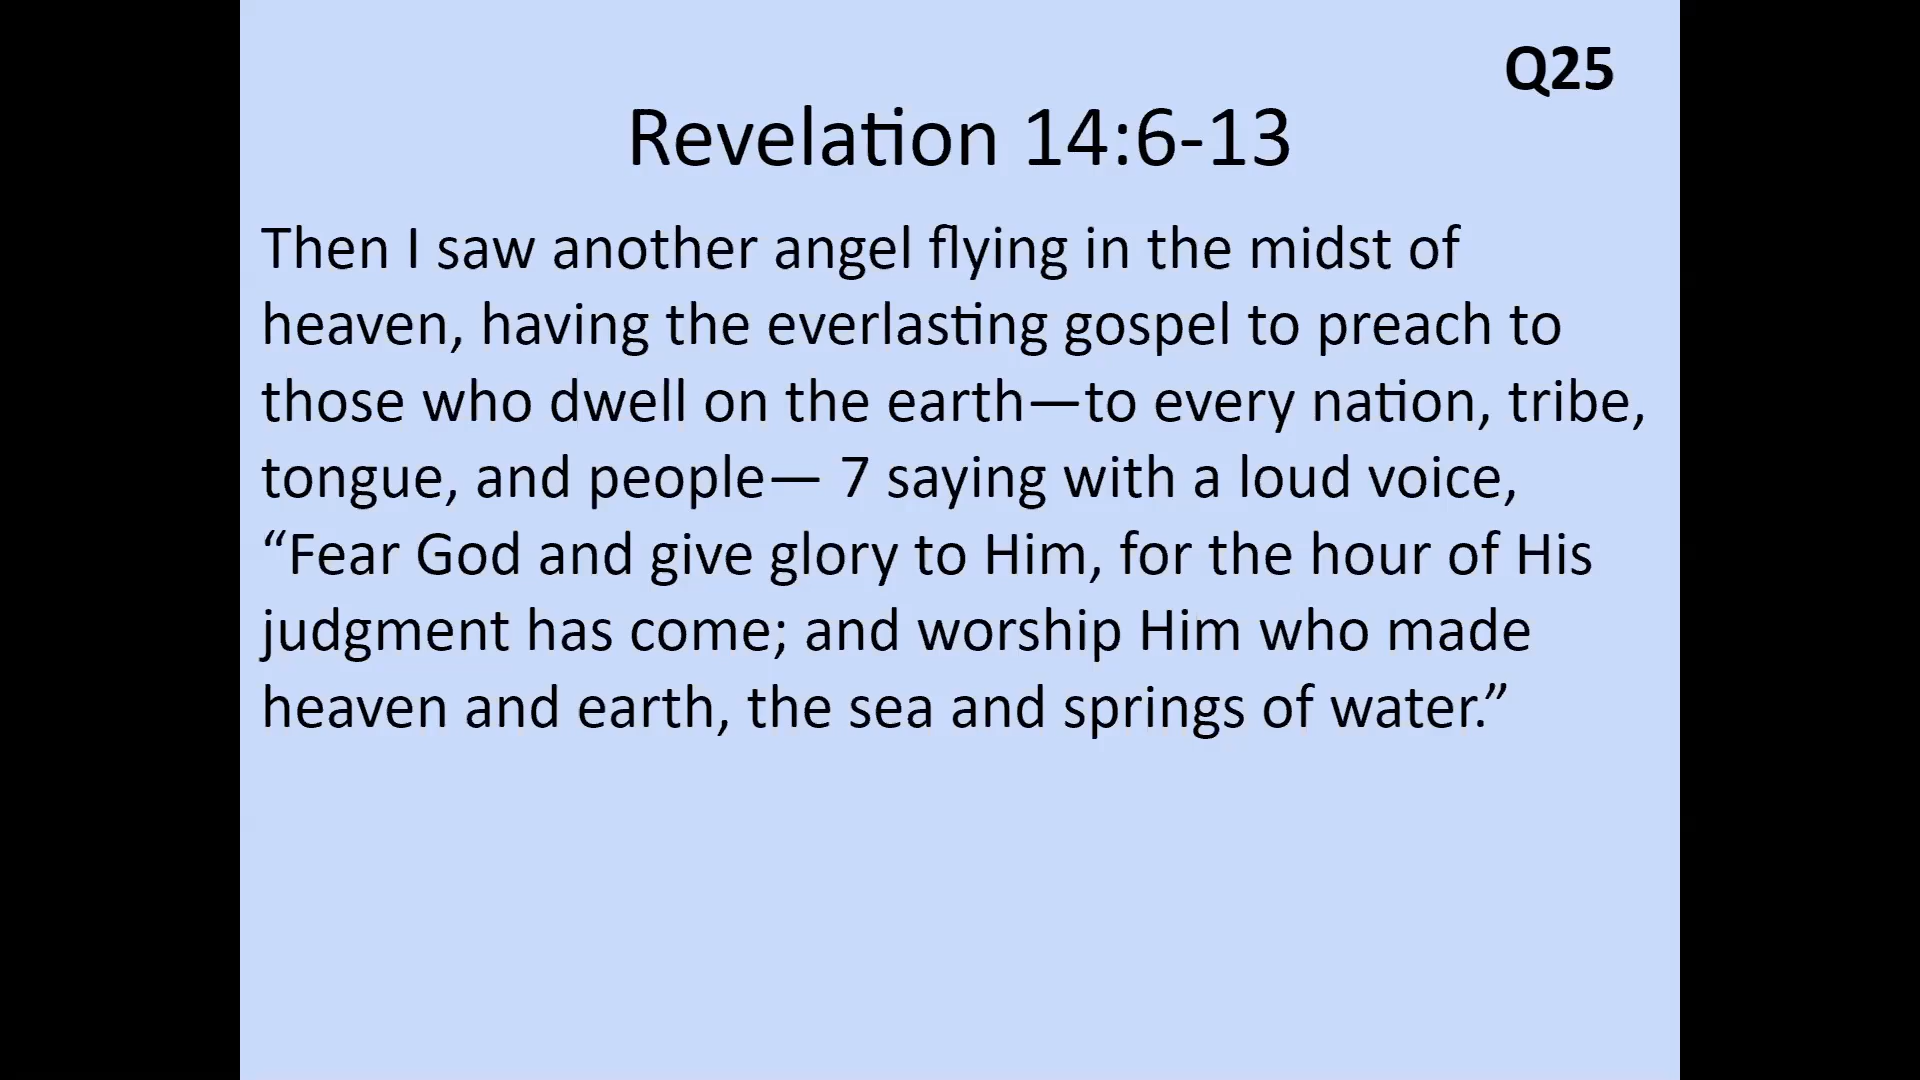 Q25
Revelation 14:6-13
Then I saw another angel flying in the midst of
heaven, having the everlasting gospel to preach to
those who dwell on the earth—to every nation, tribe,
tongue, and people— 7 saying with a loud voice,
“Fear God and give glory to Him, for the hour of His
judgment has come; and worship Him who made
heaven and earth, the sea and springs of water.”